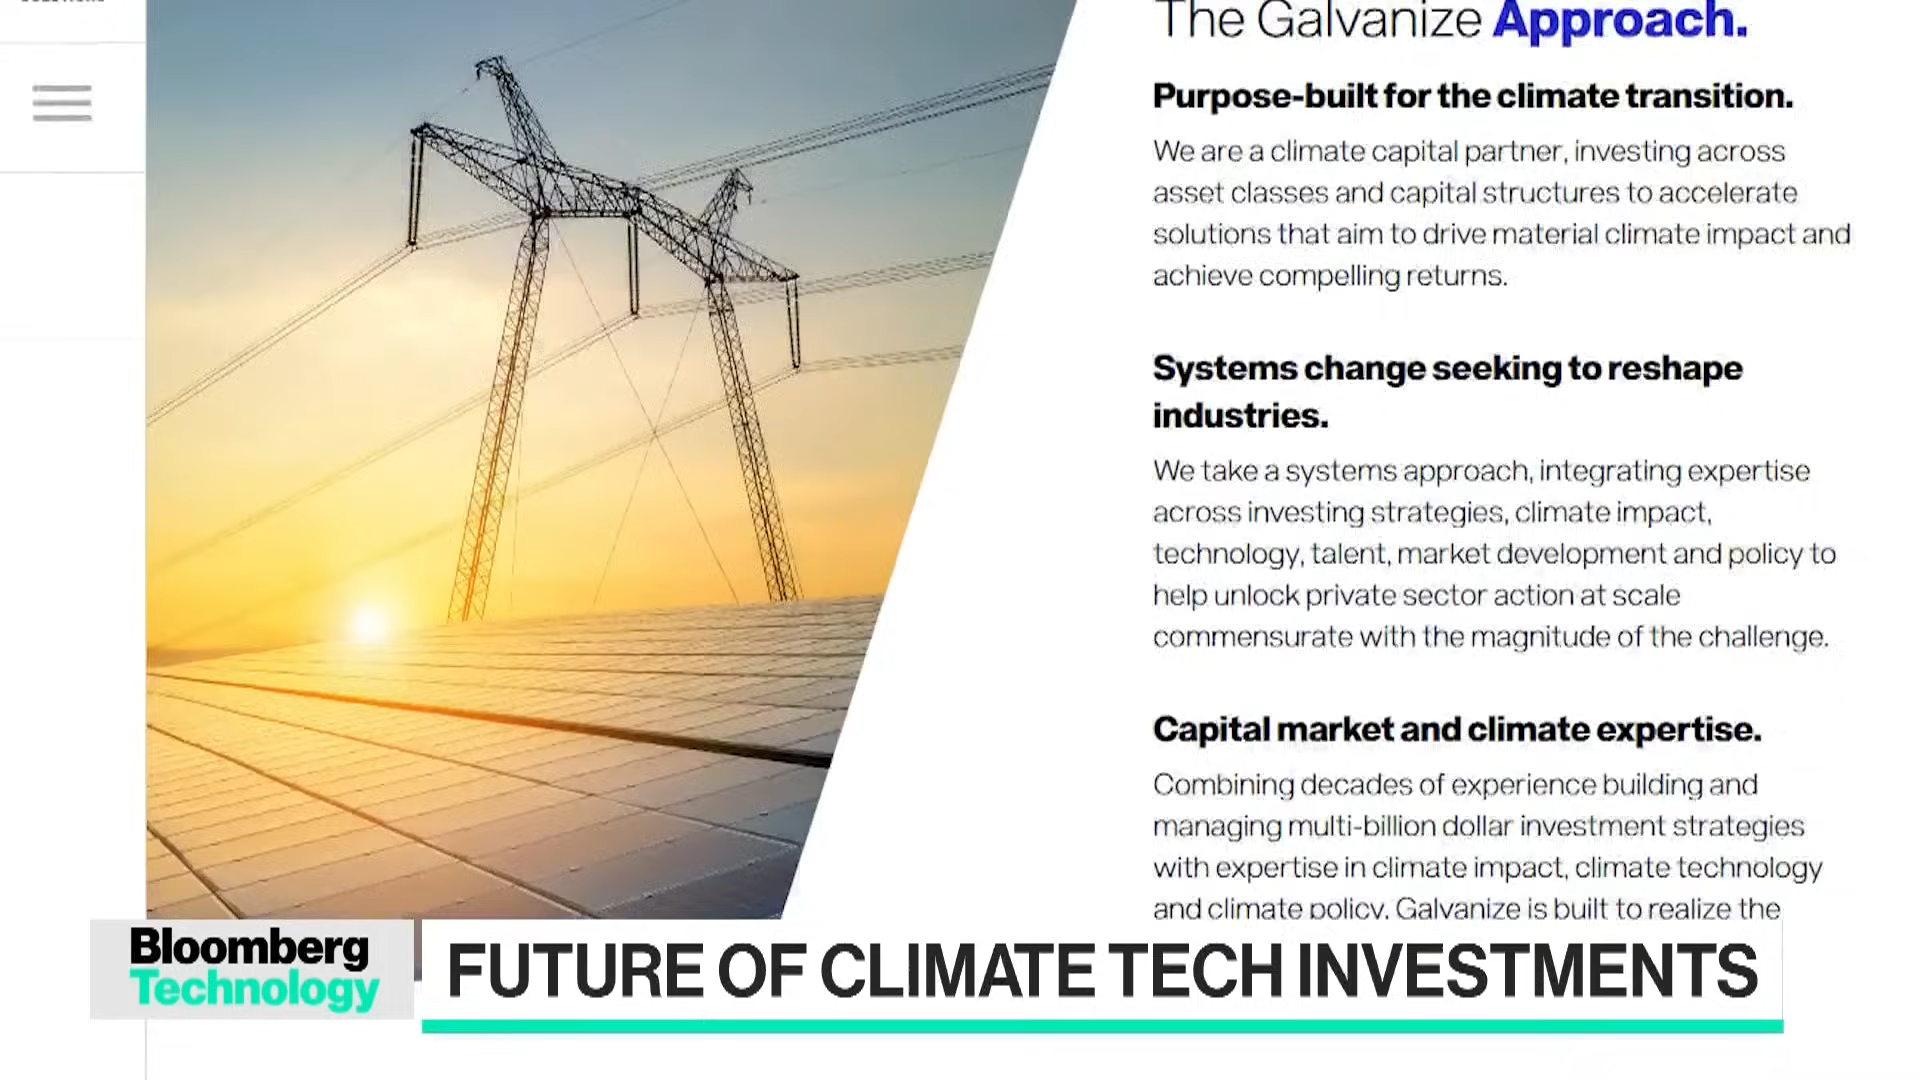 The Galvanize Approach.
Purpose-built for the climate transition.
We are a climate capital partner, investing across
asset classes and capital structures to accelerate
solutions that aim to drive material climate impact and
achieve compelling returns.
Systems change seeking to reshape
industries.
We take a systems approach, integrating expertise
across investing strategies, climate impact,
technology, talent, market development and policy to
help unlock private sector action at scale
commensurate with the magnitude of the challenge.
Capital market and climate expertise.
Combining decades of experience building and
managing multi-billion dollar investment strategies
with expertise in climate impact, climate technology
and climate policy, Galvanize is built to realize the
Bloomberg
Technology
FUTURE OF CLIMATE TECH INVESTMENTS